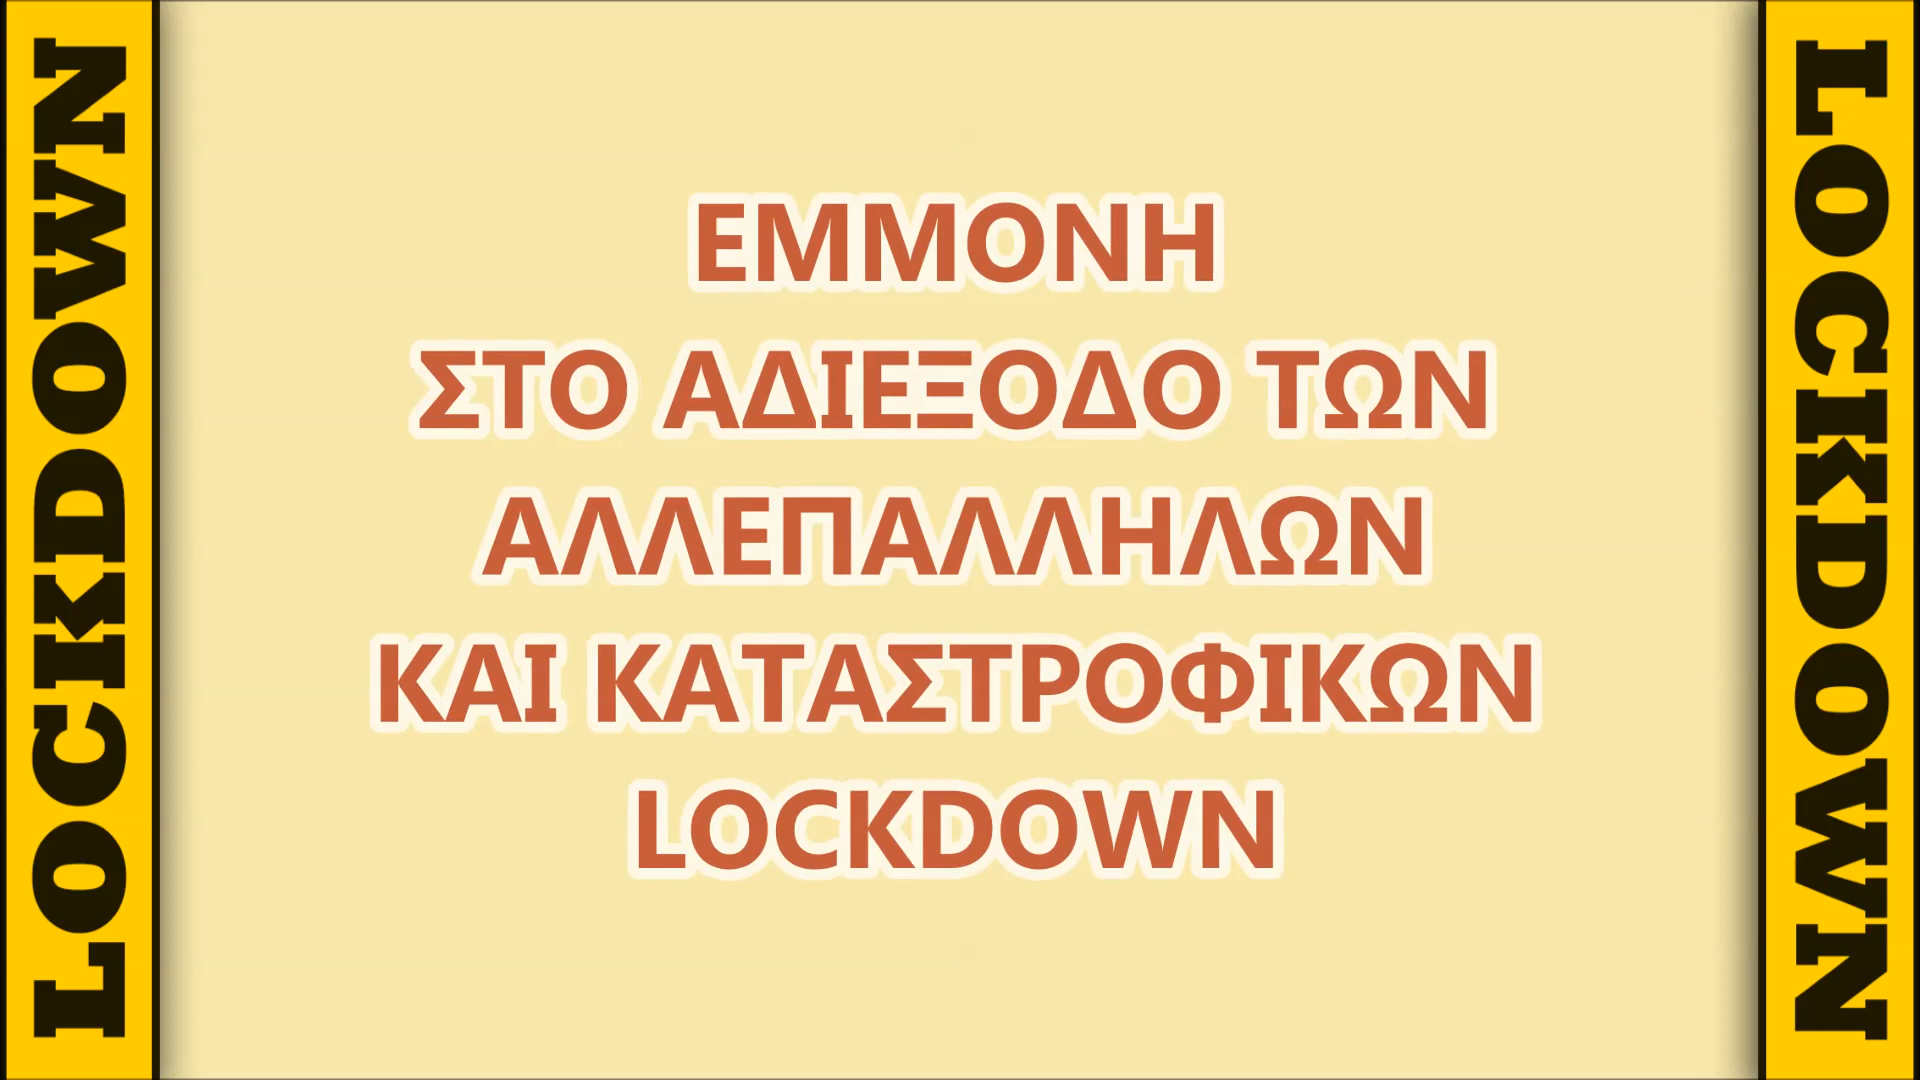 LOCKDOWN
ΕΜΜΟΝΗ
ΣΤΟ ΑΔΙΕΞΟΔΟ ΤΩΝ
ΑΛΛΕΠΑΛΛΗΛΩΝ
ΚΑΙ ΚΑΤΑΣΤΡΟΦΙΚΩΝ
LOCKDOWN
LOCKDOWN